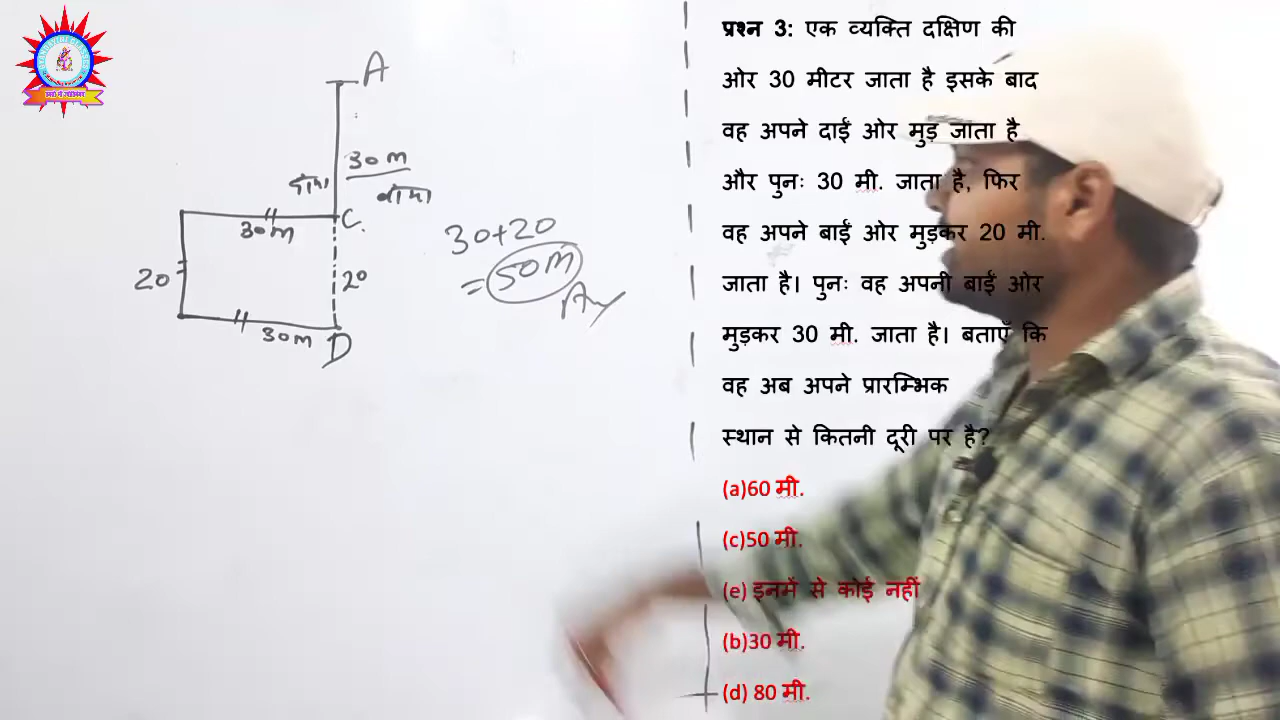 A
30 m
दायां
बायां
C.
30 m
20
20
30 m
D
30+20
= 50 m
Ans
प्रश्न 3: एक व्यक्ति दक्षिण की
ओर 30 मीटर जाता है इसके बाद
वह अपने दाईं ओर मुड़ जाता है
और पुनः 30 मी. जाता है, फिर
वह अपने बाईं ओर मुड़कर 20 मी.
जाता है। पुनः वह अपनी बाईं ओर
मुड़कर 30 मी. जाता है। बताएँ कि
वह अब अपने प्रारम्भिक
स्थान से कितनी दूरी पर है?
(a)60 मी.
(c)50 मी.
(e) इनमें से कोई नहीं
(b)30 मी.
(d) 80 मी.